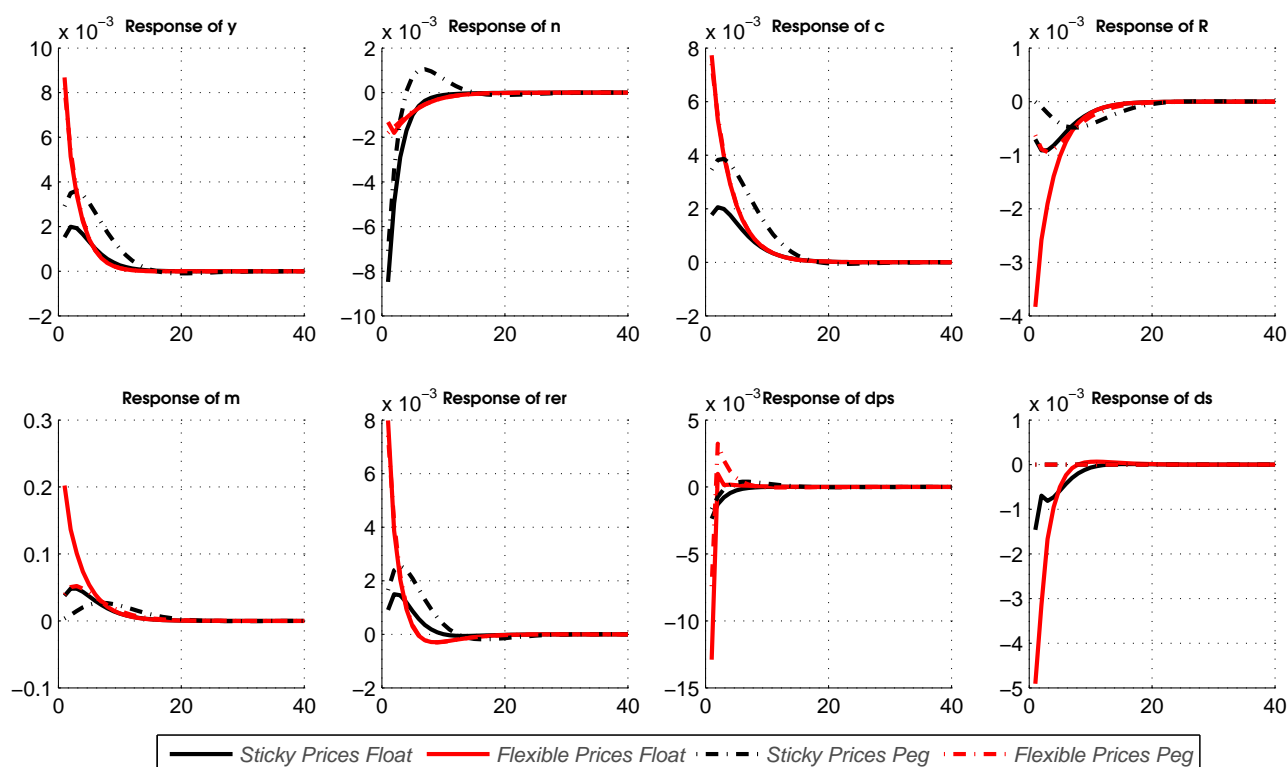 x 10⁻³ Response of y
10
8
6
4
2
0
−2
0 20 40
x 10⁻³ Response of n
2
0
−2
−4
−6
−8
−10
0 20 40
x 10⁻³ Response of c
8
6
4
2
0
−2
0 20 40
x 10⁻³ Response of R
1
0
−1
−2
−3
−4
0 20 40
Response of m
0.3
0.2
0.1
0
−0.1
0 20 40
x 10⁻³ Response of rer
8
6
4
2
0
−2
0 20 40
x 10⁻³ Response of dps
5
0
−5
−10
−15
0 20 40
x 10⁻³ Response of ds
1
0
−1
−2
−3
−4
−5
0 20 40
Sticky Prices Float Flexible Prices Float Sticky Prices Peg Flexible Prices Peg